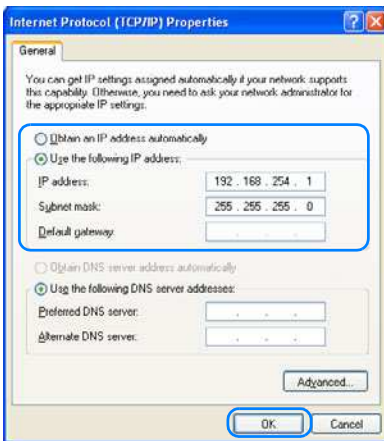 Internet Protocol (TCP/IP) Properties
General
You can get IP settings assigned automatically if your network supports
this capability. Otherwise, you need to ask your network administrator for
the appropriate IP settings.
Obtain an IP address automatically
Use the following IP address:
IP address: 192 . 168 . 254 . 1
Subnet mask: 255 . 255 . 255 . 0
Default gateway: . . .
Obtain DNS server address automatically
Use the following DNS server addresses:
Preferred DNS server: . . .
Alternate DNS server: . . .
Advanced...
OK Cancel